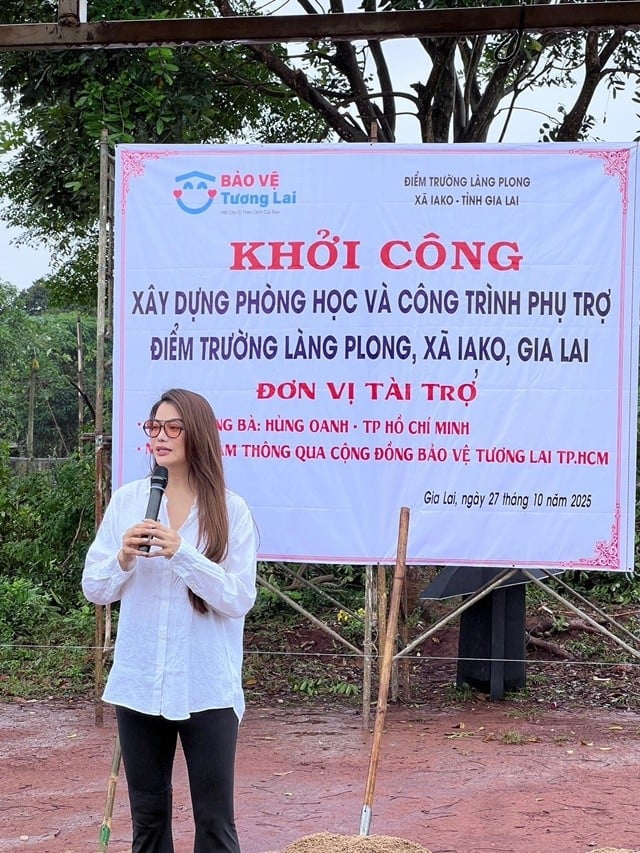 BẢO VỆ
Tương Lai
ĐIỂM TRƯỜNG LÀNG PLONG
XÃ IAKO - TỈNH GIA LAI
KHỞI CÔNG
XÂY DỰNG PHÒNG HỌC VÀ CÔNG TRÌNH PHỤ TRỢ
ĐIỂM TRƯỜNG LÀNG PLONG, XÃ IAKO, GIA LAI
ĐƠN VỊ TÀI TRỢ
BÀ: HÙNG OANH - TP HỒ CHÍ MINH
THÔNG QUA CỘNG ĐỒNG BẢO VỆ TƯƠNG LAI TP.HCM
Gia Lai, ngày 27 tháng 10 năm 2025